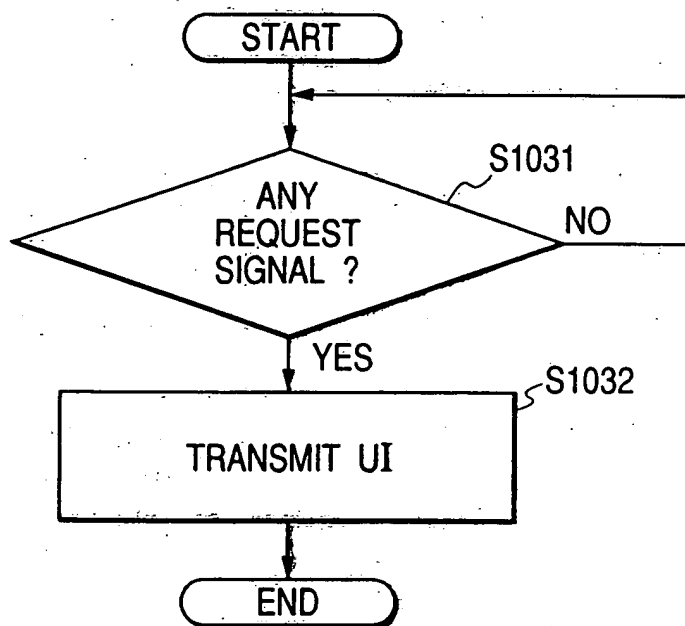 START
S1031
ANY
REQUEST
SIGNAL ?
NO
YES
S1032
TRANSMIT UI
END